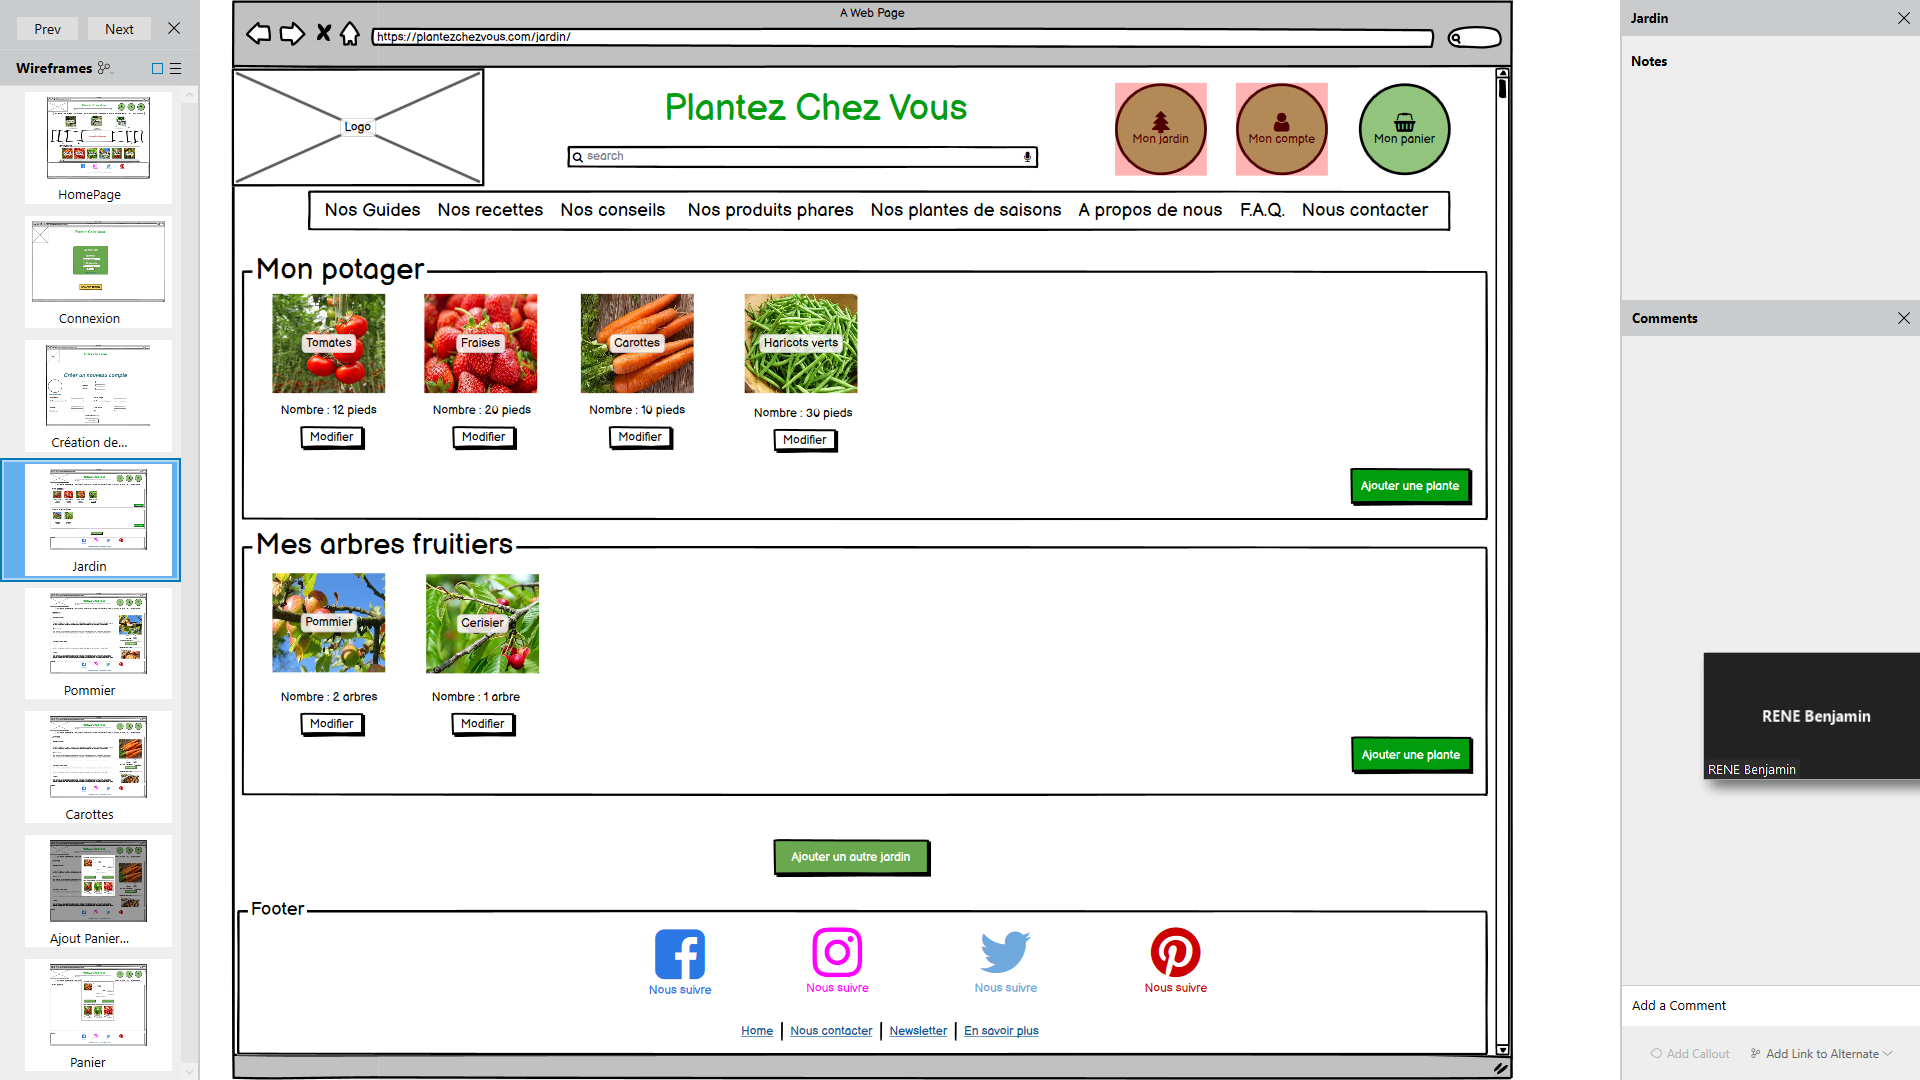 Prev Next
Wireframes
HomePage
Connexion
Création de...
Jardin
Pommier
Carottes
Ajout Panier...
Panier
A Web Page
https://plantezchezvous.com/jardin/
Logo
Plantez Chez Vous
search
Mon jardin
Mon compte
Mon panier
Nos Guides Nos recettes Nos conseils Nos produits phares Nos plantes de saisons A propos de nous F.A.Q. Nous contacter
Mon potager
Tomates Fraises Carottes Haricots verts
Nombre : 12 pieds Nombre : 20 pieds Nombre : 10 pieds Nombre : 30 pieds
Modifier Modifier Modifier Modifier
Ajouter une plante
Mes arbres fruitiers
Pommier Cerisier
Nombre : 2 arbres Nombre : 1 arbre
Modifier Modifier
Ajouter une plante
Ajouter un autre jardin
Footer
Nous suivre Nous suivre Nous suivre Nous suivre
Home Nous contacter Newsletter En savoir plus
Jardin
Notes
Comments
RENE Benjamin
RENE Benjamin
Add a Comment
Add Callout Add Link to Alternate